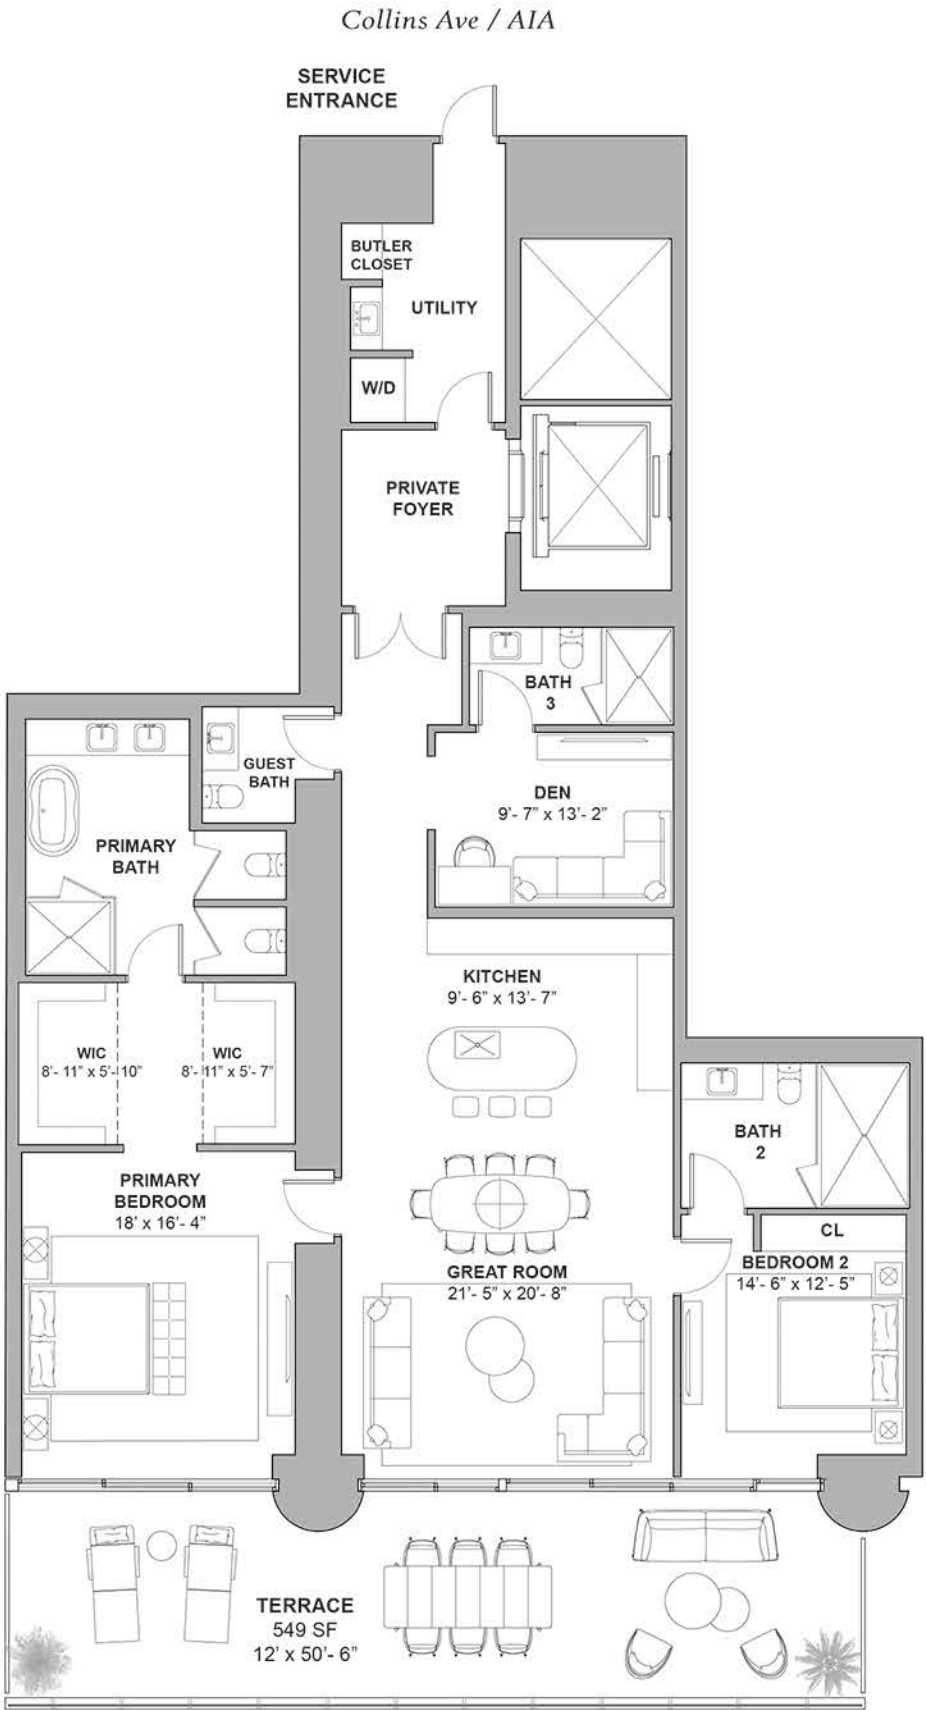 Collins Ave / AIA
SERVICE
ENTRANCE
BUTLER
CLOSET
UTILITY
W/D
PRIVATE
FOYER
BATH
3
GUEST
BATH
DEN
9'- 7" x 13'- 2"
PRIMARY
BATH
KITCHEN
9'- 6" x 13'- 7"
WIC
8'- 11" x 5'- 10"
WIC
8'- 11" x 5'- 7"
BATH
2
PRIMARY
BEDROOM
18' x 16'- 4"
CL
BEDROOM 2
14'- 6" x 12'- 5"
GREAT ROOM
21'- 5" x 20'- 8"
TERRACE
549 SF
12' x 50'- 6"